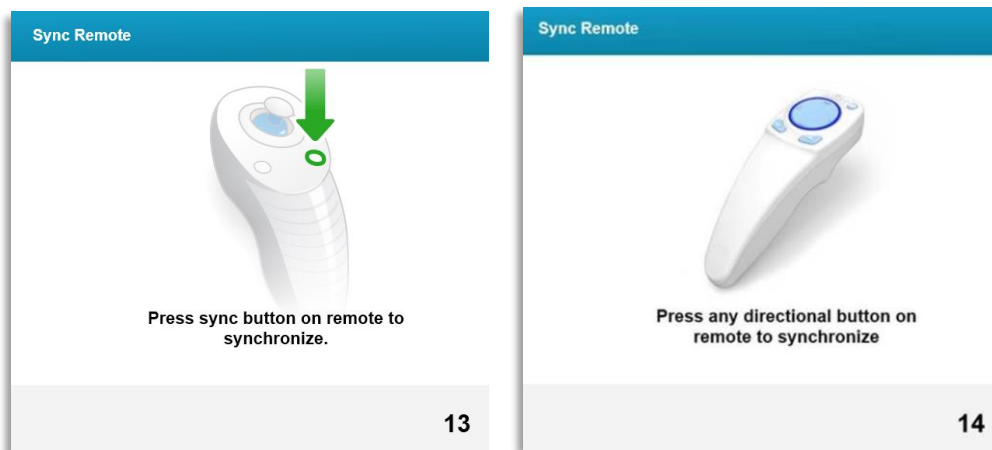 Sync Remote
Press sync button on remote to
synchronize.
13
Sync Remote
Press any directional button on
remote to synchronize
14